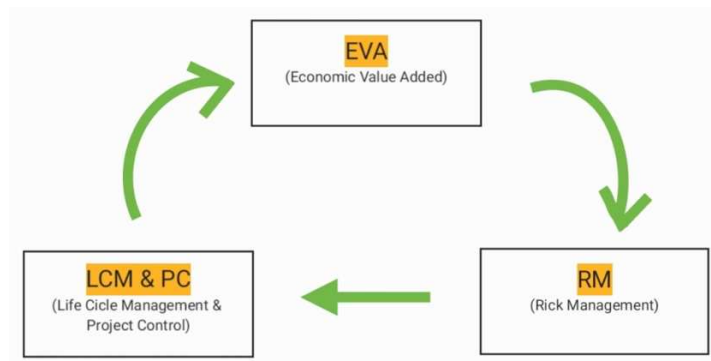 EVA
(Economic Value Added)
LCM & PC
(Life Cicle Management &
Project Control)
RM
(Rick Management)